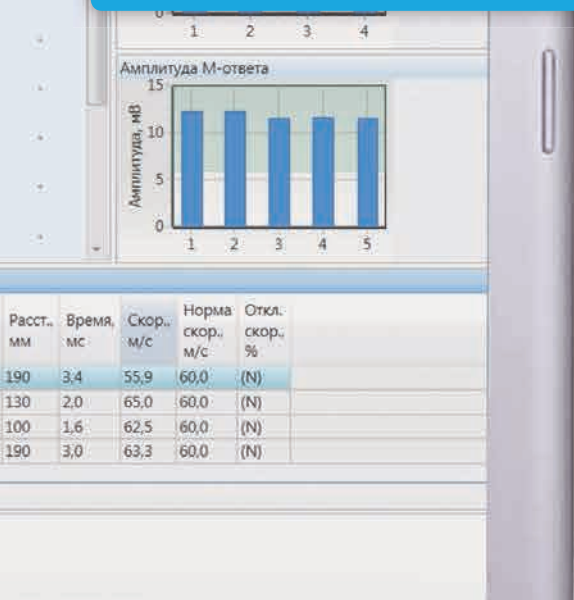 0
1 2 3 4
Амплитуда М-ответа
Амплитуда, мВ
15
10
5
0
1 2 3 4 5
Расст., Время, Скор., Норма Откл.
мм мс м/с скор., скор.,
м/с %
190 3,4 55,9 60,0 (N)
130 2,0 65,0 60,0 (N)
100 1,6 62,5 60,0 (N)
190 3,0 63,3 60,0 (N)